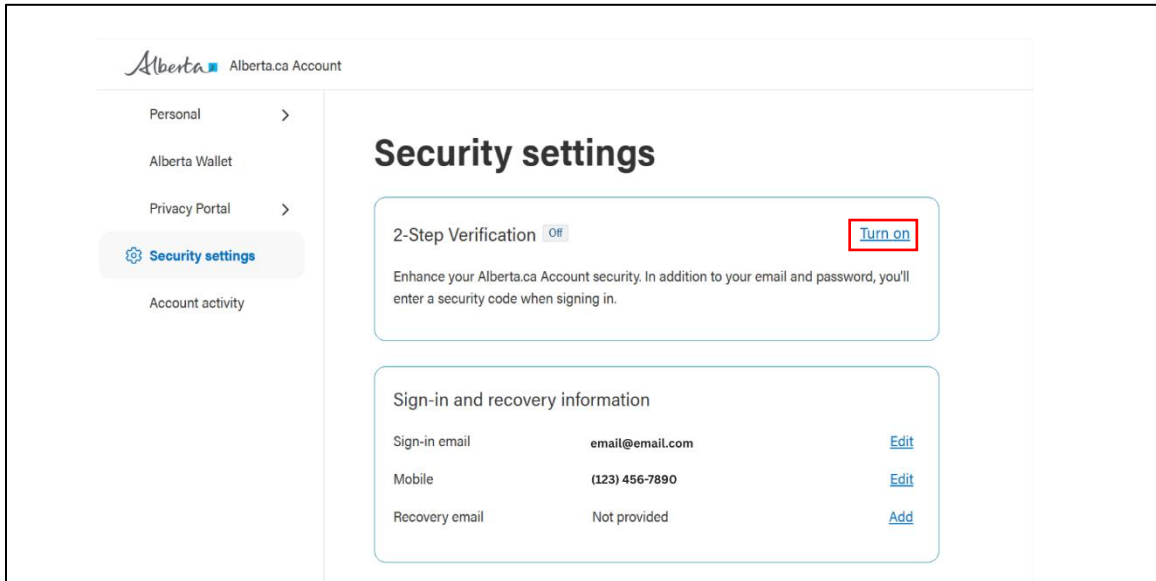 Alberta Alberta.ca Account
Personal
Alberta Wallet
Privacy Portal
Security settings
Account activity
Security settings
2-Step Verification Off Turn on
Enhance your Alberta.ca Account security. In addition to your email and password, you'll
enter a security code when signing in.
Sign-in and recovery information
Sign-in email email@email.com Edit
Mobile (123) 456-7890 Edit
Recovery email Not provided Add